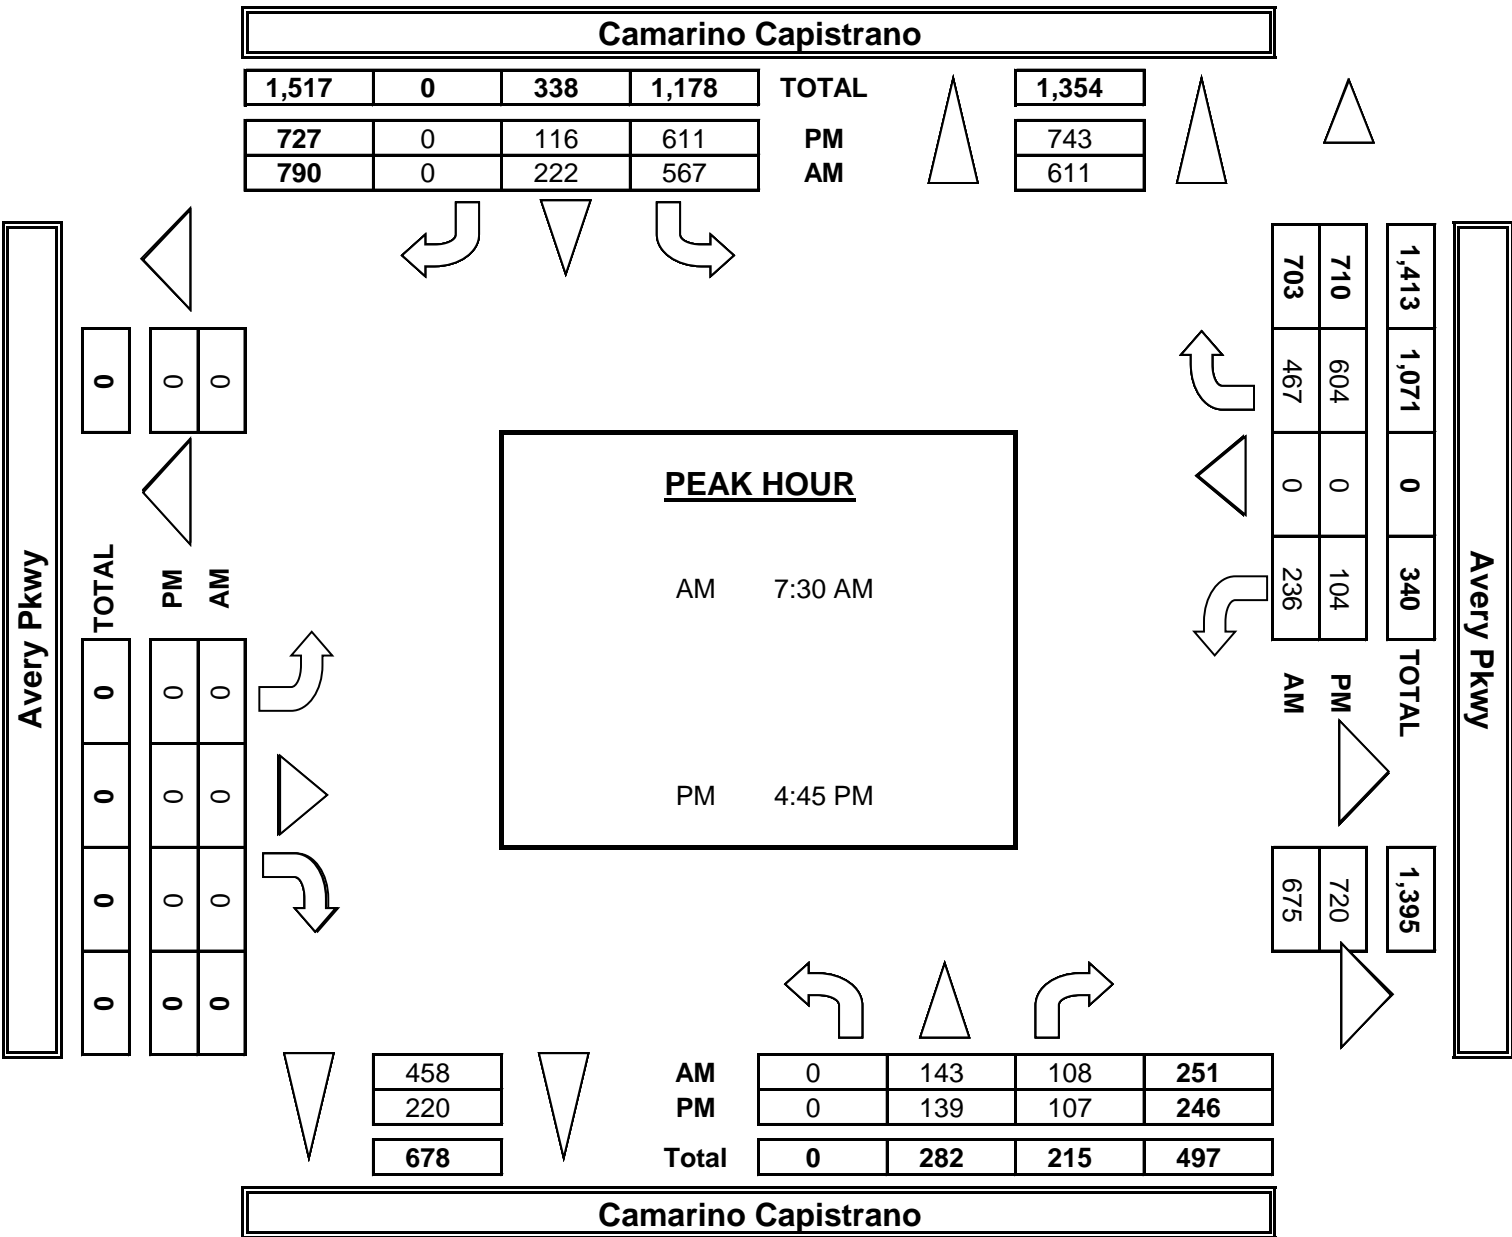 Camarino Capistrano
1,517 0 338 1,178 TOTAL 1,354
727 0 116 611 PM 743
790 0 222 567 AM 611
Avery Pkwy
0 0 0
TOTAL PM AM
0 0 0
0 0 0
0 0 0
0 0 0
PEAK HOUR
AM 7:30 AM
PM 4:45 PM
703 710 1,413
467 604 1,071
0 0 0
236 104 340
AM PM TOTAL
675 720 1,395
Avery Pkwy
458 AM 0 143 108 251
220 PM 0 139 107 246
678 Total 0 282 215 497
Camarino Capistrano